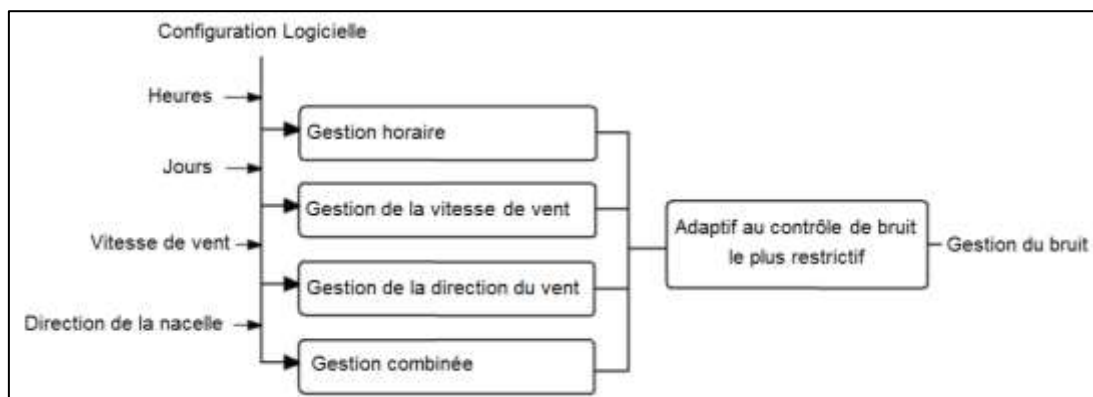 Configuration Logicielle
Heures
Gestion horaire
Jours
Gestion de la vitesse de vent
Vitesse de vent
Adaptif au contrôle de bruit
le plus restrictif
Gestion du bruit
Gestion de la direction du vent
Direction de la nacelle
Gestion combinée